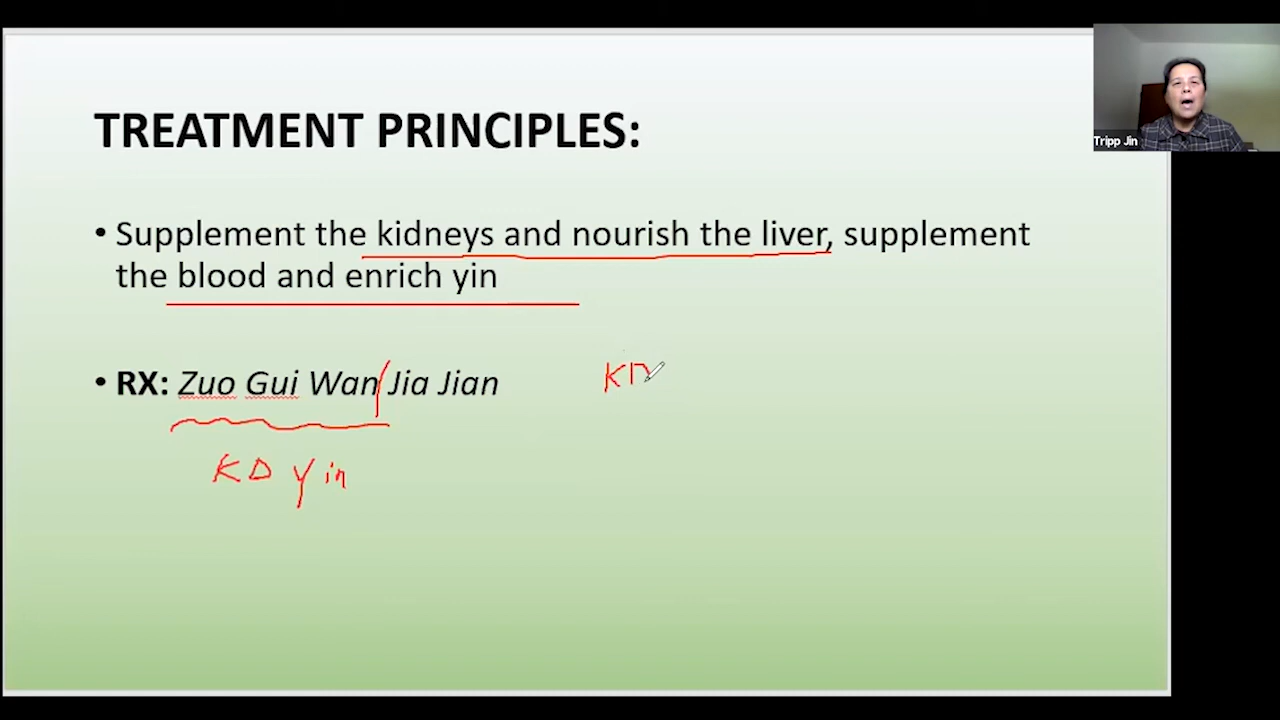 TREATMENT PRINCIPLES:
Tripp Jin
• Supplement the kidneys and nourish the liver, supplement
the blood and enrich yin
• RX: Zuo Gui Wan Jia Jian
KD
KD Yin